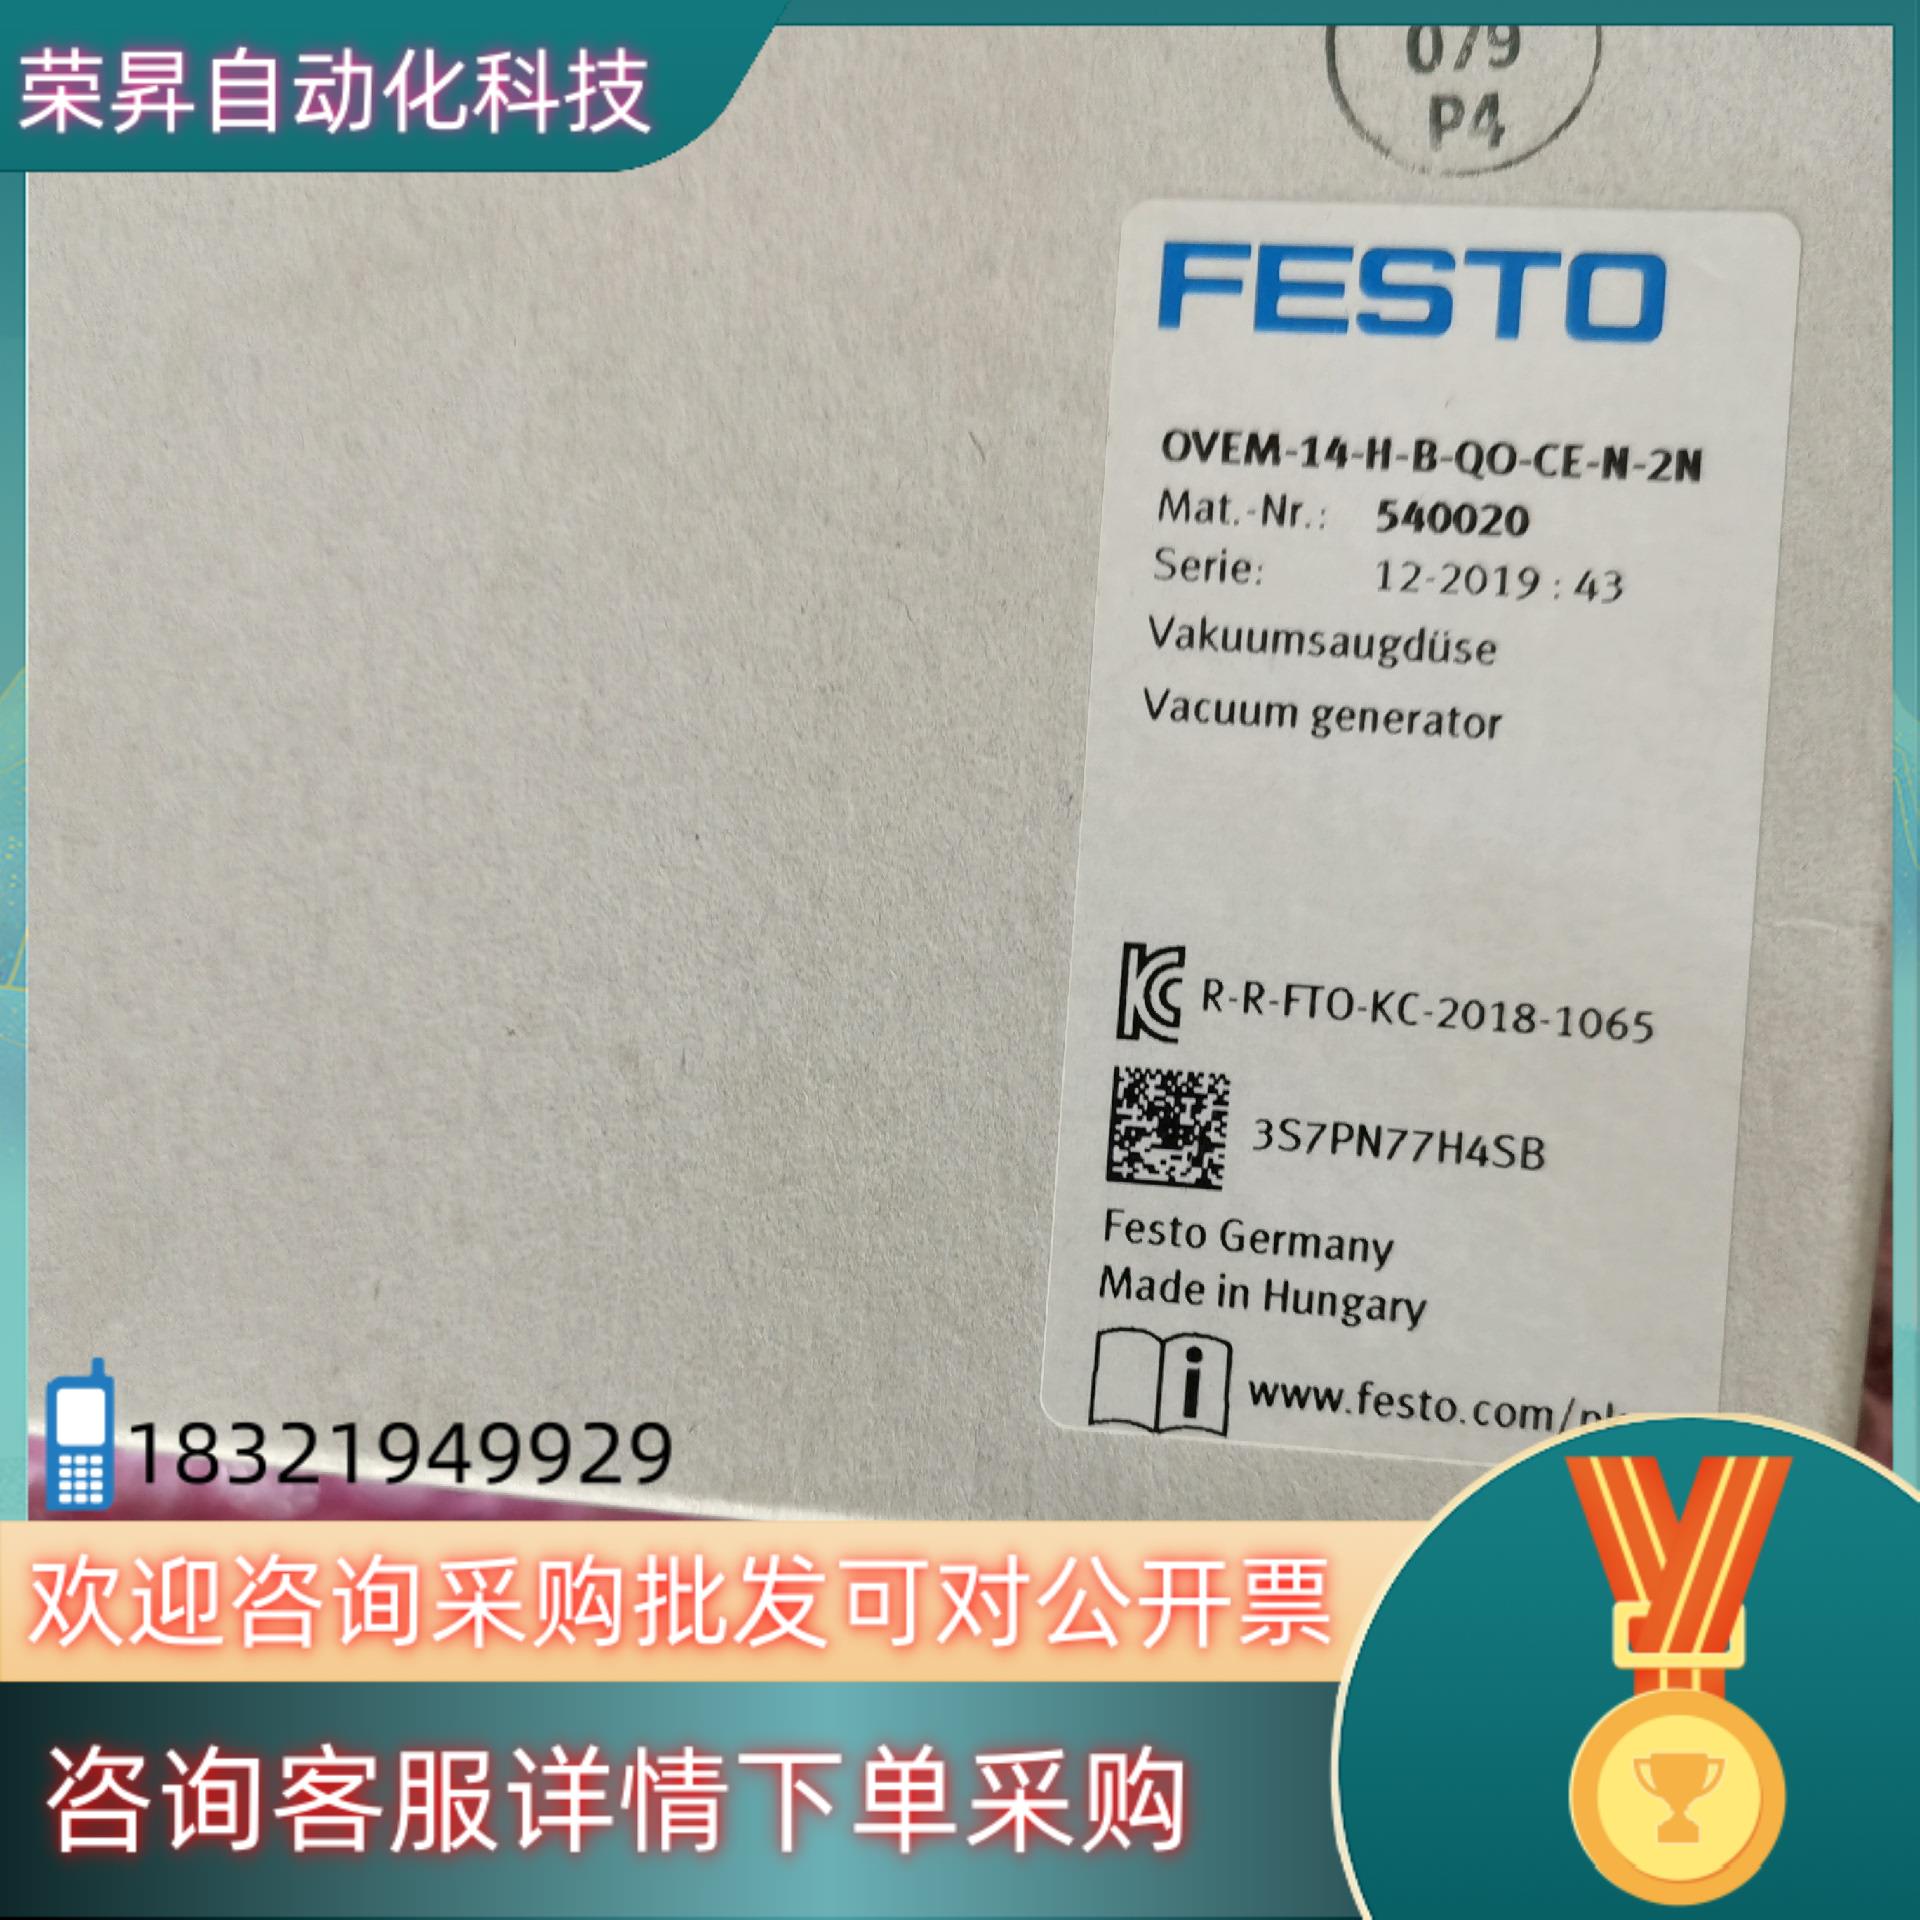 荣昇自动化科技
079
P4
FESTO
OVEM-14-H-B-QO-CE-N-2N
Mat.-Nr.: 540020
Serie: 12-2019 : 43
Vakuumsaugdüse
Vacuum generator
KC R-R-FTO-KC-2018-1065
3S7PN77H4SB
Festo Germany
Made in Hungary
i www.festo.com/
18321949929
欢迎咨询采购批发可对公开票
咨询客服详情下单采购